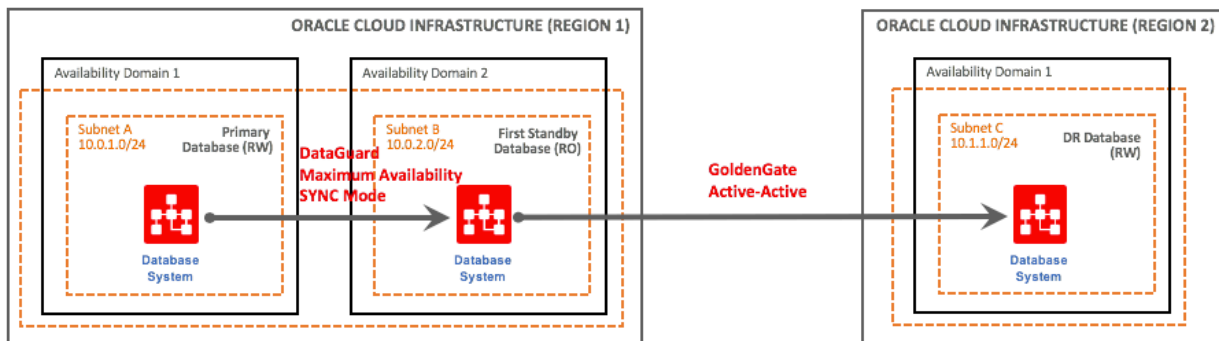 ORACLE CLOUD INFRASTRUCTURE (REGION 1)
Availability Domain 1
Subnet A
10.0.1.0/24
Primary
Database (RW)
Database
System
DataGuard
Maximum Availability
SYNC Mode
Availability Domain 2
Subnet B
10.0.2.0/24
First Standby
Database (RO)
Database
System
GoldenGate
Active-Active
ORACLE CLOUD INFRASTRUCTURE (REGION 2)
Availability Domain 1
Subnet C
10.1.1.0/24
DR Database
(RW)
Database
System